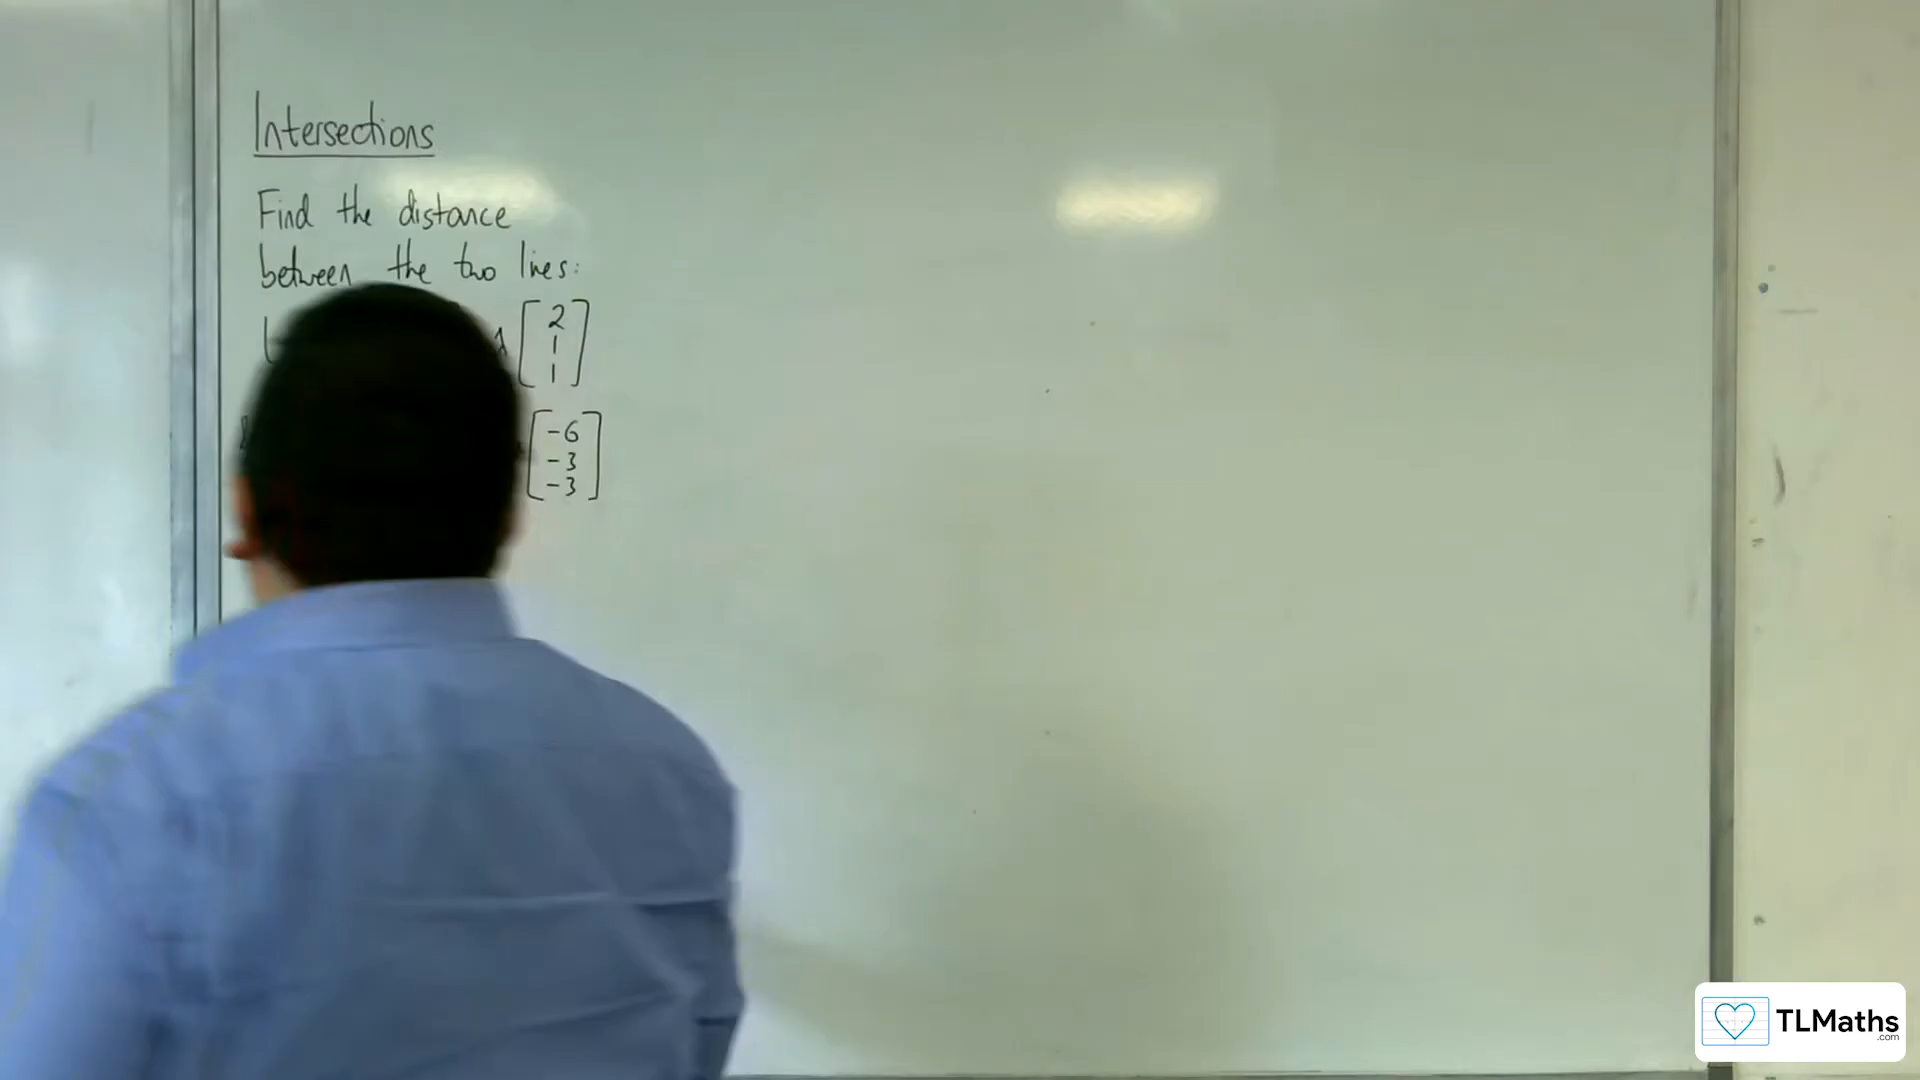 Intersections
Find the distance
between the two lines:
[2
1
1]
[-6
-3
-3]
TLMaths
.com